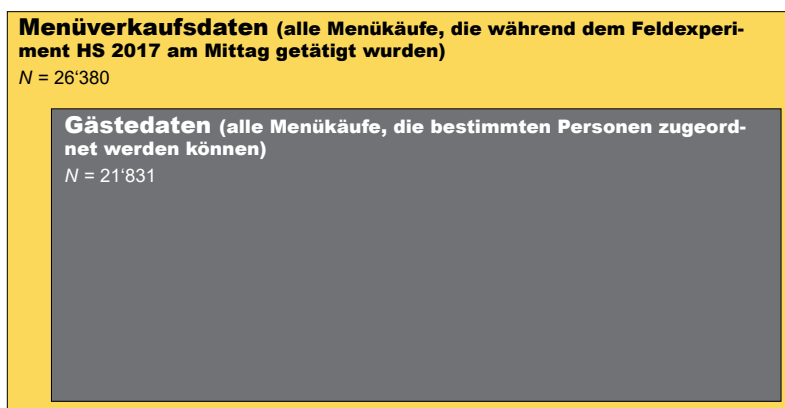 Menüverkaufsdaten (alle Menükäufe, die während dem Feldexperi-
ment HS 2017 am Mittag getätigt wurden)
N = 26‘380
Gästedaten (alle Menükäufe, die bestimmten Personen zugeord-
net werden können)
N = 21‘831